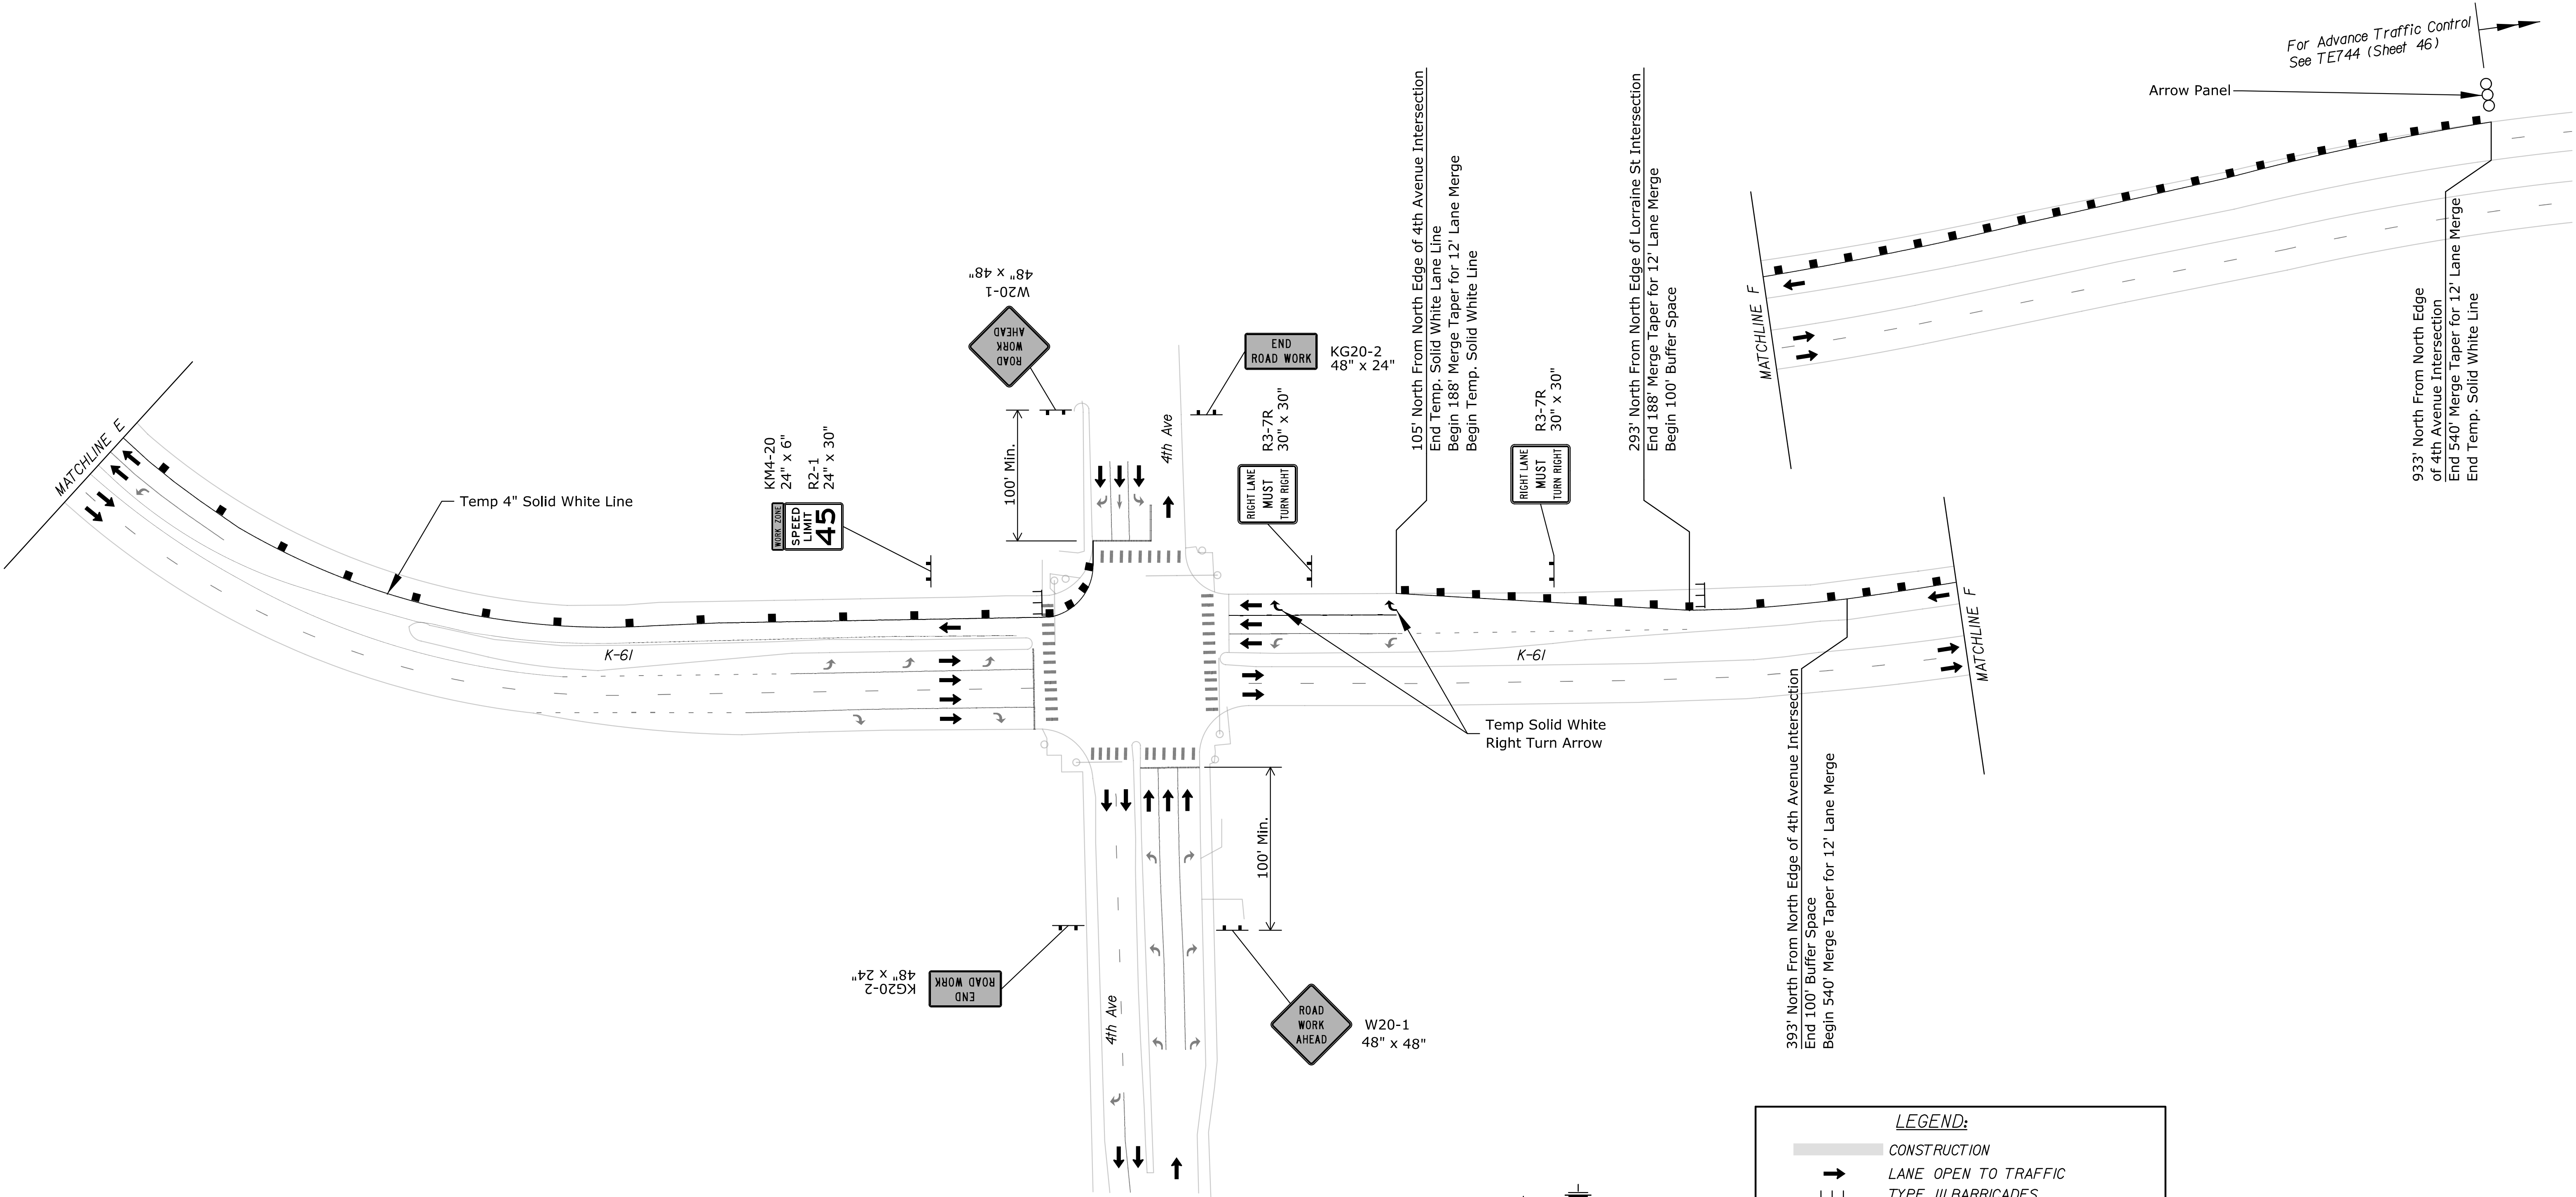 For Advance Traffic Control
See TE744 (Sheet 46)
Arrow Panel
105' North From North Edge of 4th Avenue Intersection
End Temp. Solid White Lane Line
Begin 188' Merge Taper for 12' Lane Merge
Begin Temp. Solid White Line
293' North From North Edge of Lorraine St Intersection
End 188' Merge Taper for 12' Lane Merge
Begin 100' Buffer Space
W20-1
48" x 48"
ROAD
WORK
AHEAD
END
ROAD WORK
KG20-2
48" x 24"
MATCHLINE F
933' North From North Edge
of 4th Avenue Intersection
End 540' Merge Taper for 12' Lane Merge
End Temp. Solid White Line
MATCHLINE E
Temp 4" Solid White Line
KM4-20
24" x 6"
R2-1
24" x 30"
WORK ZONE
SPEED
LIMIT
45
100' Min.
4th Ave
R3-7R
30" x 30"
RIGHT LANE
MUST
TURN RIGHT
R3-7R
30" x 30"
RIGHT LANE
MUST
TURN RIGHT
K-61
K-61
MATCHLINE F
Temp Solid White
Right Turn Arrow
393' North From North Edge of 4th Avenue Intersection
End 100' Buffer Space
Begin 540' Merge Taper for 12' Lane Merge
100' Min.
KG20-2
48" x 24"
END
ROAD WORK
4th Ave
ROAD
WORK
AHEAD
W20-1
48" x 48"
LEGEND:
CONSTRUCTION
LANE OPEN TO TRAFFIC
TYPE III BARRICADES